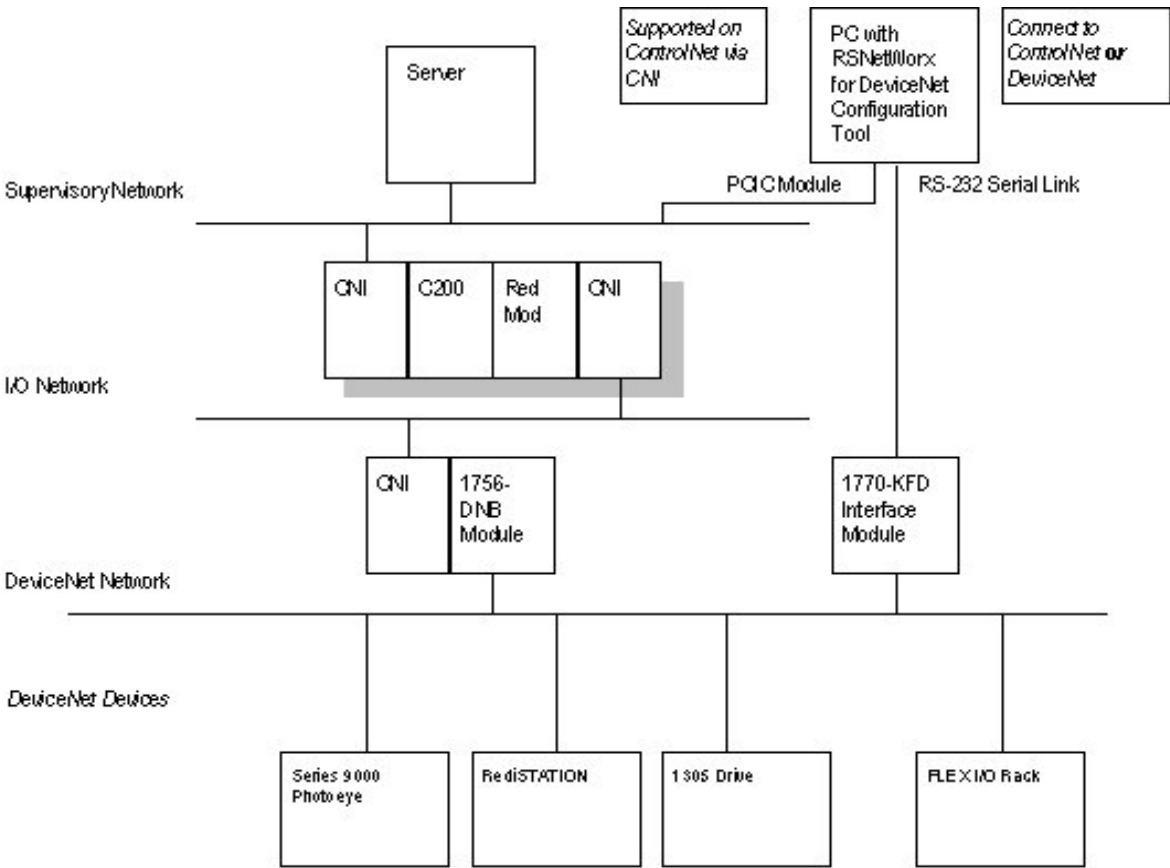 Supported on
ControlNet via
CNI
PC with
RSNetWorx
for DeviceNet
Configuration
Tool
Connect to
ControlNet or
DeviceNet
Server
Supervisory Network
PCIC Module
RS-232 Serial Link
CNI
C200
Red
Mod
CNI
I/O Network
CNI
1756-
DNB
Module
1770-KFD
Interface
Module
DeviceNet Network
DeviceNet Devices
Series 9000
Photoeye
RediSTATION
1305 Drive
FLEX I/O Rack